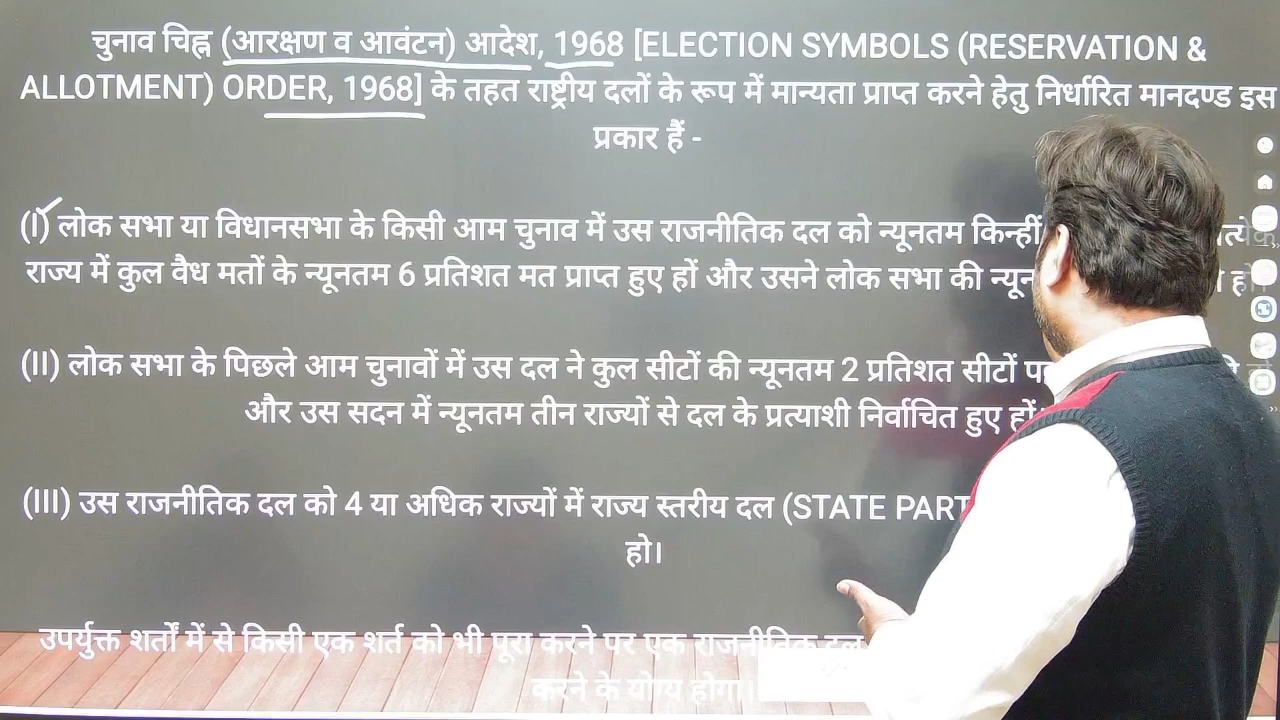 चुनाव चिह्न (आरक्षण व आवंटन) आदेश, 1968 [ELECTION SYMBOLS (RESERVATION &
ALLOTMENT) ORDER, 1968] के तहत राष्ट्रीय दलों के रूप में मान्यता प्राप्त करने हेतु निर्धारित मानदण्ड इस
प्रकार हैं -
(I) लोक सभा या विधानसभा के किसी आम चुनाव में उस राजनीतिक दल को न्यूनतम किन्हीं
राज्य में कुल वैध मतों के न्यूनतम 6 प्रतिशत मत प्राप्त हुए हों और उसने लोक सभा की
(II) लोक सभा के पिछले आम चुनावों में उस दल ने कुल सीटों की न्यूनतम 2 प्रतिशत सीटों
और उस सदन में न्यूनतम तीन राज्यों से दल के प्रत्याशी निर्वाचित हुए हों
(III) उस राजनीतिक दल को 4 या अधिक राज्यों में राज्य स्तरीय दल (STATE
हो।
उपर्युक्त शर्तों में से किसी एक शर्त को भी पूरा करने पर एक राजनीतिक दल
करने के योग्य होगा।